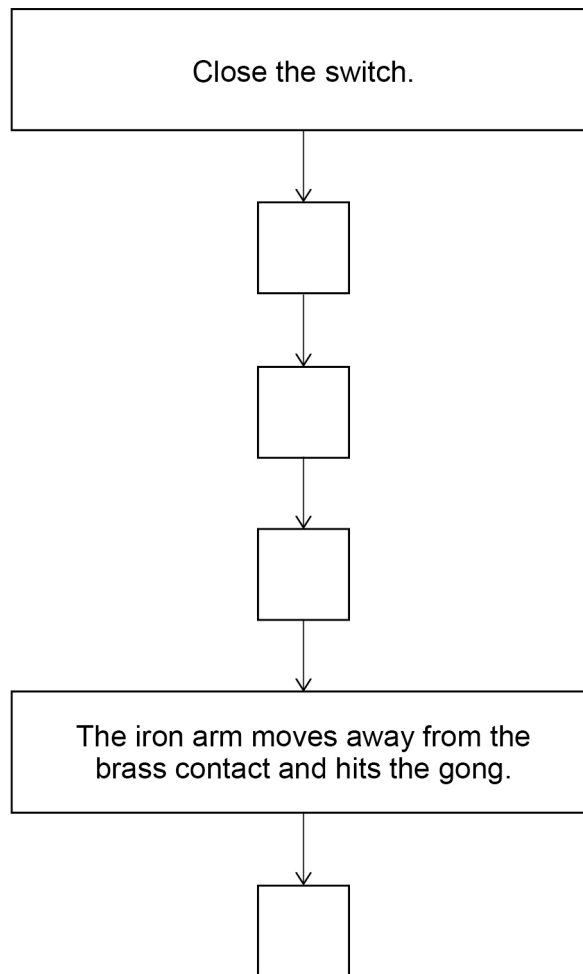 Close the switch.
The iron arm moves away from the
brass contact and hits the gong.